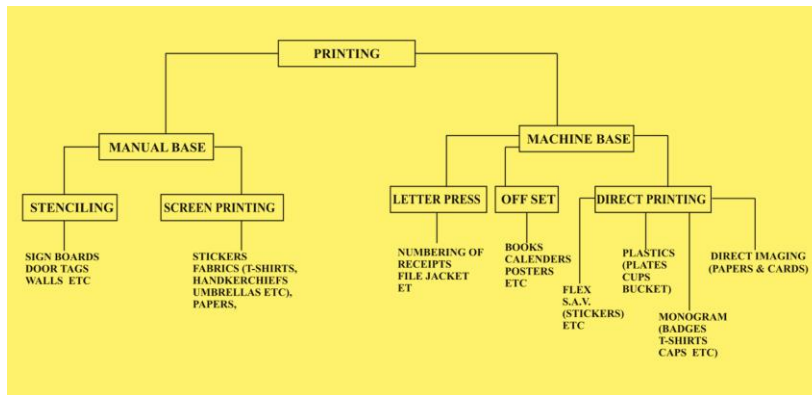 PRINTING
MANUAL BASE
MACHINE BASE
STENCILING
SCREEN PRINTING
LETTER PRESS
OFF SET
DIRECT PRINTING
SIGN BOARDS
DOOR TAGS
WALLS ETC
STICKERS
FABRICS (T-SHIRTS,
HANDKERCHIEFS
UMBRELLAS ETC),
PAPERS,
NUMBERING OF
RECEIPTS
FILE JACKET
ET
BOOKS
CALENDERS
POSTERS
ETC
FLEX
S.A.V.
(STICKERS)
ETC
PLASTICS
(PLATES
CUPS
BUCKET)
MONOGRAM
(BADGES
T-SHIRTS
CAPS ETC)
DIRECT IMAGING
(PAPERS & CARDS)